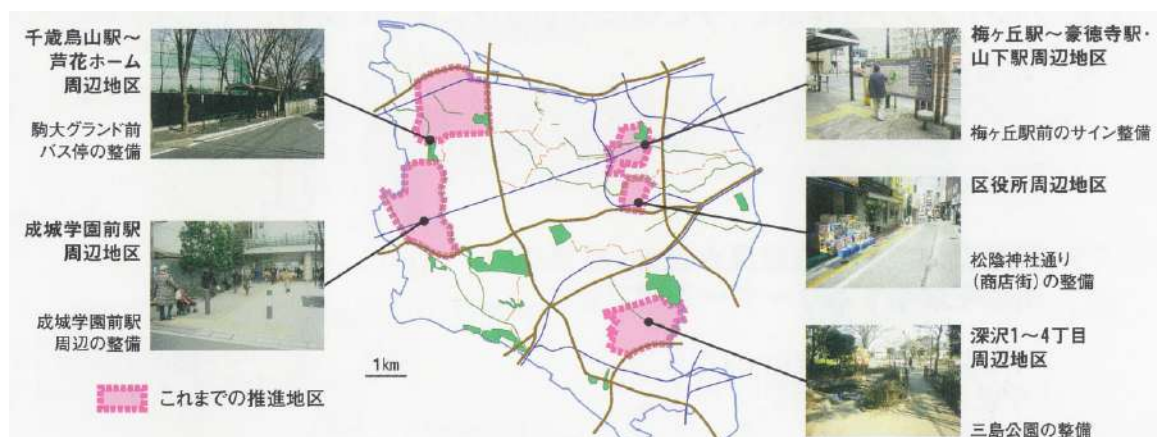 千歳烏山駅～
芦花ホーム
周辺地区
駒大グランド前
バス停の整備
成城学園前駅
周辺地区
成城学園前駅
周辺の整備
これまでの推進地区
1km
梅ヶ丘駅～豪徳寺駅・
山下駅周辺地区
梅ヶ丘駅前のサイン整備
区役所周辺地区
松陰神社通り
(商店街)の整備
深沢1～4丁目
周辺地区
三島公園の整備